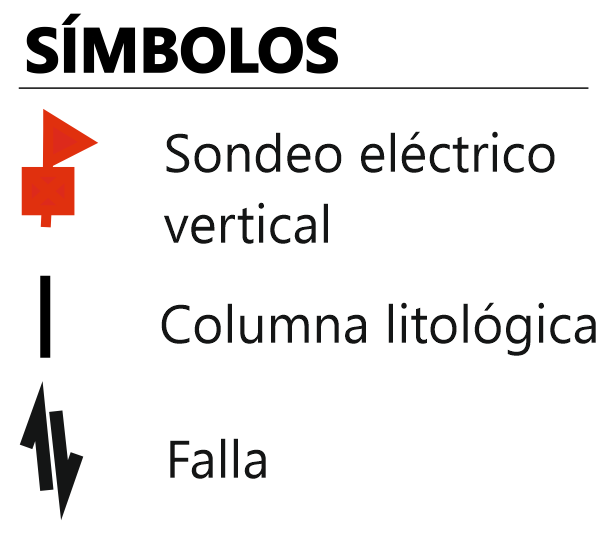 SÍMBOLOS
Sondeo eléctrico
vertical
Columna litológica
Falla